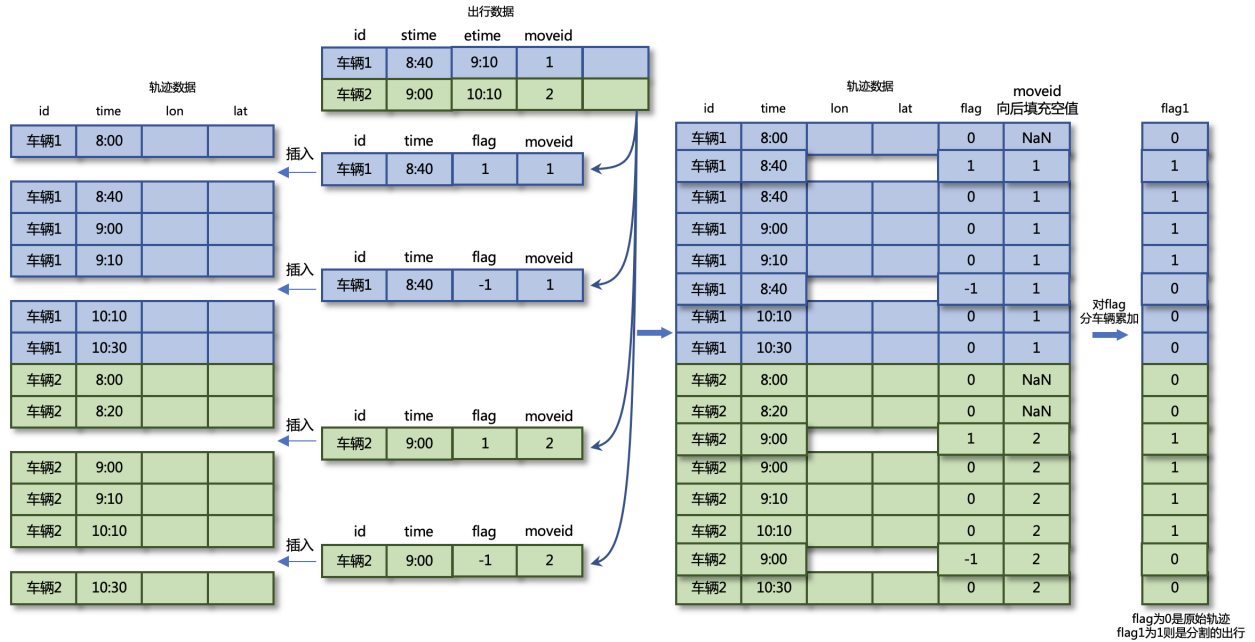 出行数据
id stime etime moveid
车辆1 8:40 9:10 1
车辆2 9:00 10:10 2
轨迹数据
id time lon lat
车辆1 8:00
插入
id time flag moveid
车辆1 8:40 1 1
车辆1 8:40
车辆1 9:00
车辆1 9:10
插入
id time flag moveid
车辆1 8:40 -1 1
车辆1 10:10
车辆1 10:30
车辆2 8:00
车辆2 8:20
插入
id time flag moveid
车辆2 9:00 1 2
车辆2 9:00
车辆2 9:10
车辆2 10:10
插入
id time flag moveid
车辆2 9:00 -1 2
车辆2 10:30
轨迹数据
moveid
id time lon lat flag 向后填充空值
车辆1 8:00 0 NaN
车辆1 8:40 1 1
车辆1 8:40 0 1
车辆1 9:00 0 1
车辆1 9:10 0 1
车辆1 8:40 -1 1
车辆1 10:10 0 1
车辆1 10:30 0 1
车辆2 8:00 0 NaN
车辆2 8:20 0 NaN
车辆2 9:00 1 2
车辆2 9:00 0 2
车辆2 9:10 0 2
车辆2 10:10 0 2
车辆2 9:00 -1 2
车辆2 10:30 0 2
对flag
分车辆累加
flag1
0
1
1
1
1
0
0
0
0
0
1
1
1
1
0
0
flag为0是原始轨迹
flag1为1则是分割的出行